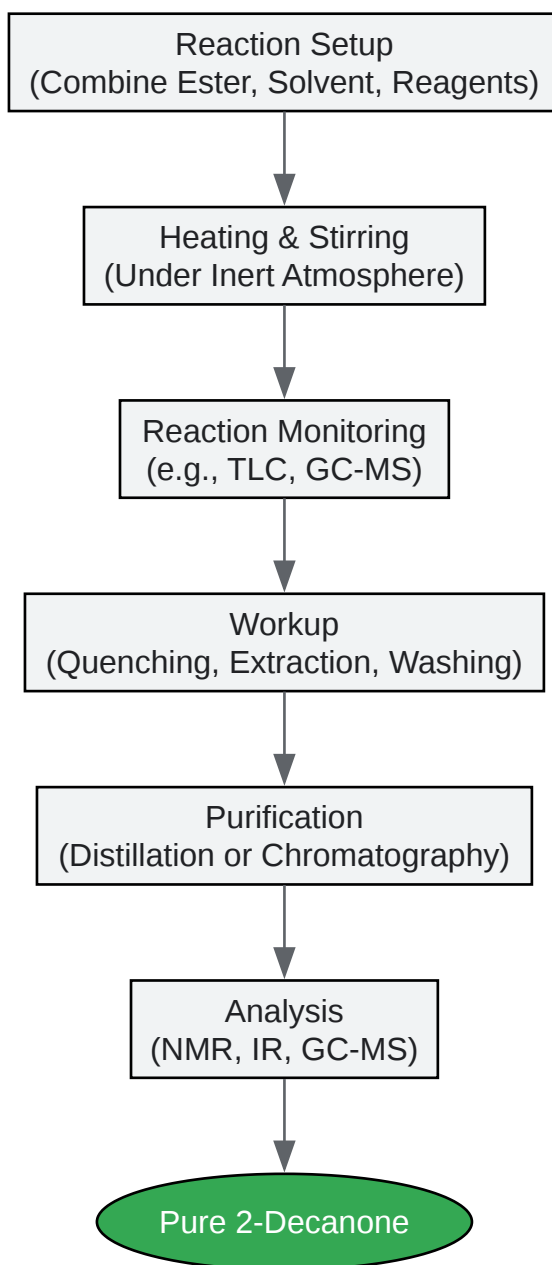 Reaction Setup
(Combine Ester, Solvent, Reagents)
Heating & Stirring
(Under Inert Atmosphere)
Reaction Monitoring
(e.g., TLC, GC-MS)
Workup
(Quenching, Extraction, Washing)
Purification
(Distillation or Chromatography)
Analysis
(NMR, IR, GC-MS)
Pure 2-Decanone